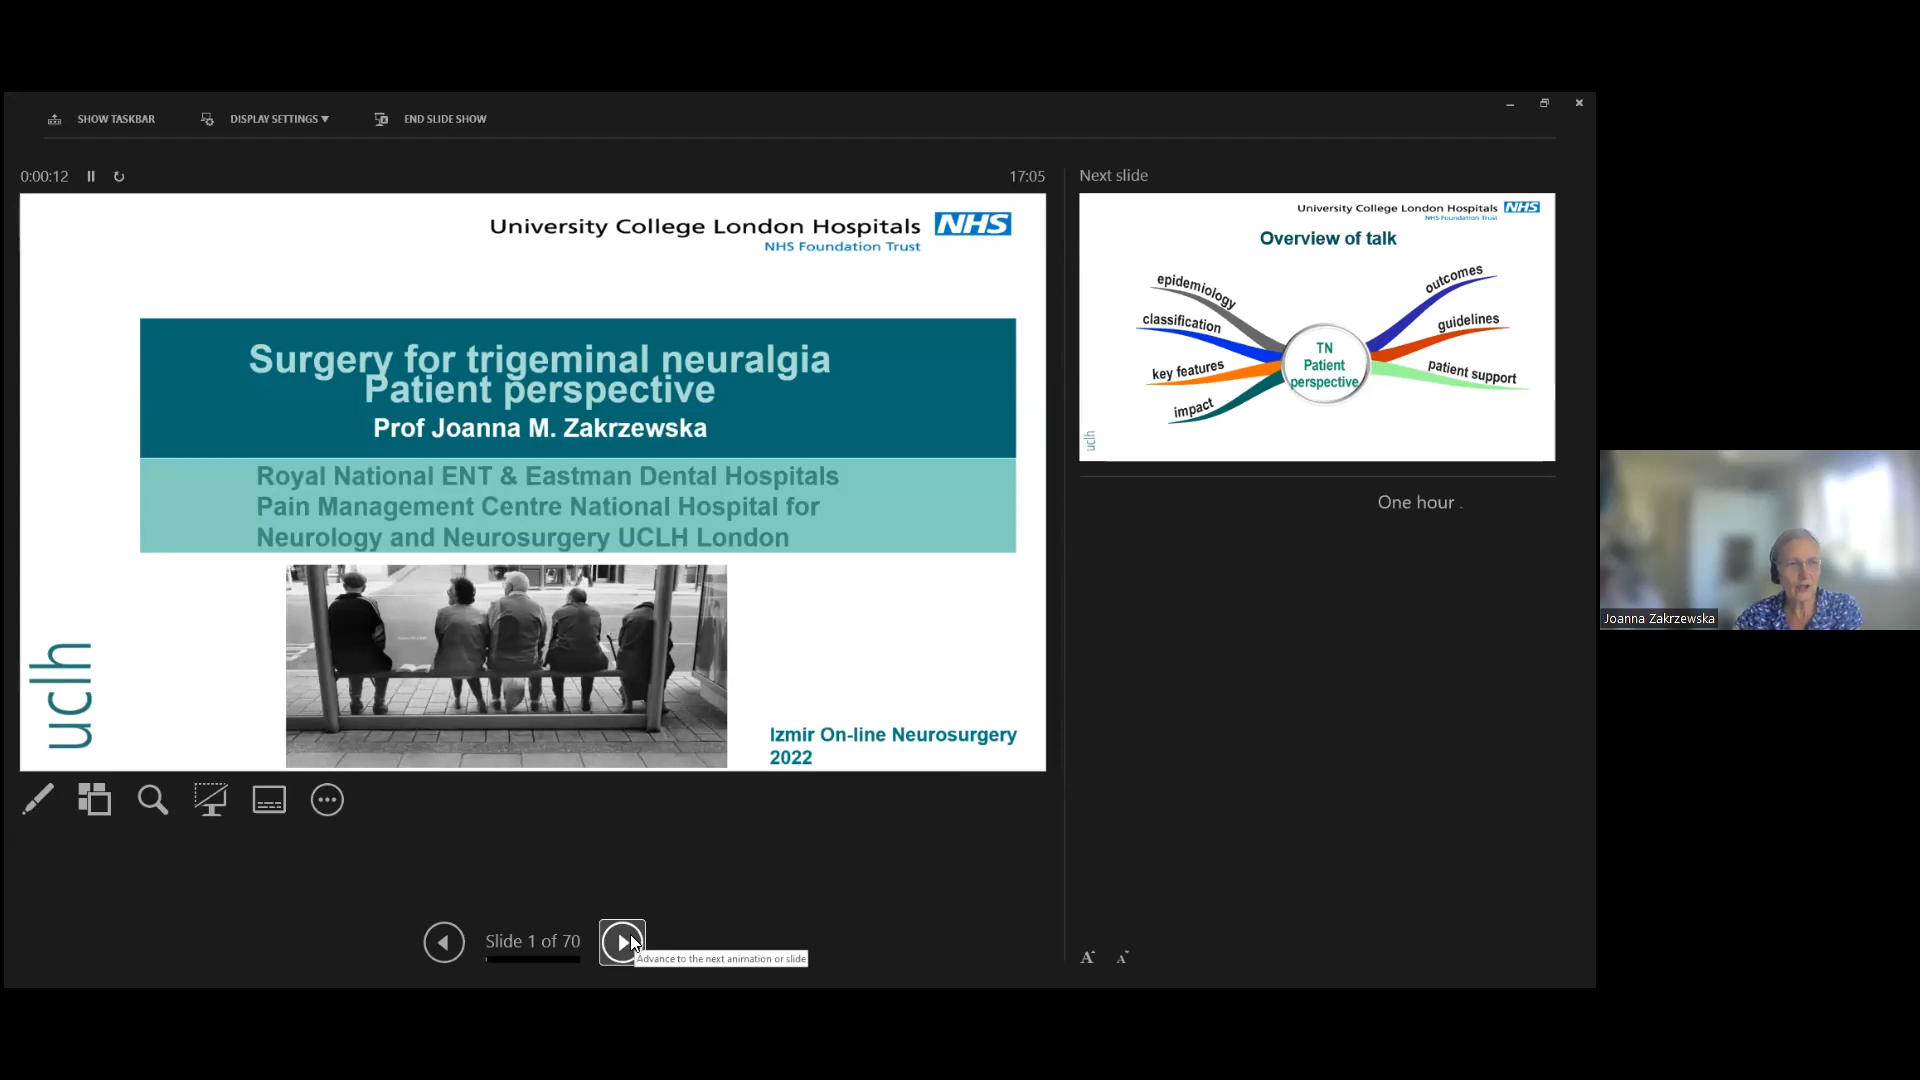 SHOW TASKBAR
DISPLAY SETTINGS ▾
END SLIDE SHOW
0:00:12
17:05
University College London Hospitals NHS
NHS Foundation Trust
Surgery for trigeminal neuralgia
Patient perspective
Prof Joanna M. Zakrzewska
Royal National ENT & Eastman Dental Hospitals
Pain Management Centre National Hospital for
Neurology and Neurosurgery UCLH London
uclh
Izmir On-line Neurosurgery
2022
Slide 1 of 70
Advance to the next animation or slide
Next slide
University College London Hospitals NHS
NHS Foundation Trust
Overview of talk
epidemiology
classification
key features
impact
TN
Patient
perspective
outcomes
guidelines
patient support
uclh
One hour .
A A
Joanna Zakrzewska